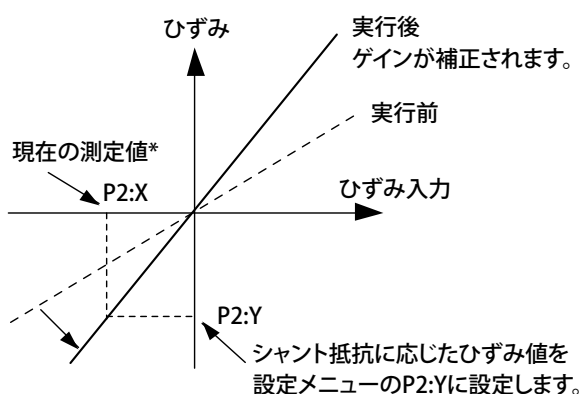 ひずみ
実行後
ゲインが補正されます。
実行前
現在の測定値*
P2:X
ひずみ入力
P2:Y
シャント抵抗に応じたひずみ値を
設定メニューのP2:Yに設定します。